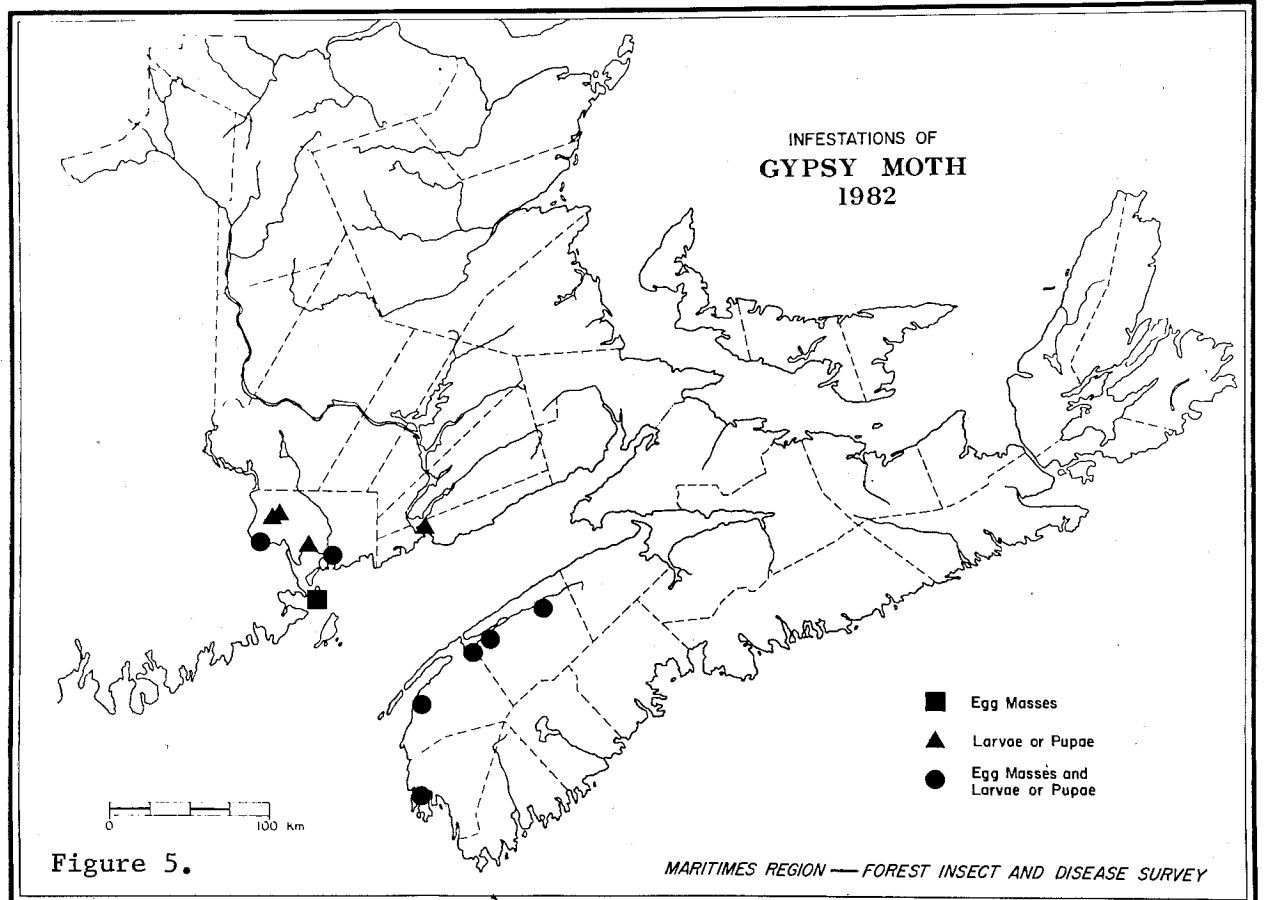 INFESTATIONS OF
GYPSY MOTH
1982
Egg Masses
Larvae or Pupae
Egg Masses and
Larvae or Pupae
0 100 Km
Figure 5.
MARITIMES REGION — FOREST INSECT AND DISEASE SURVEY